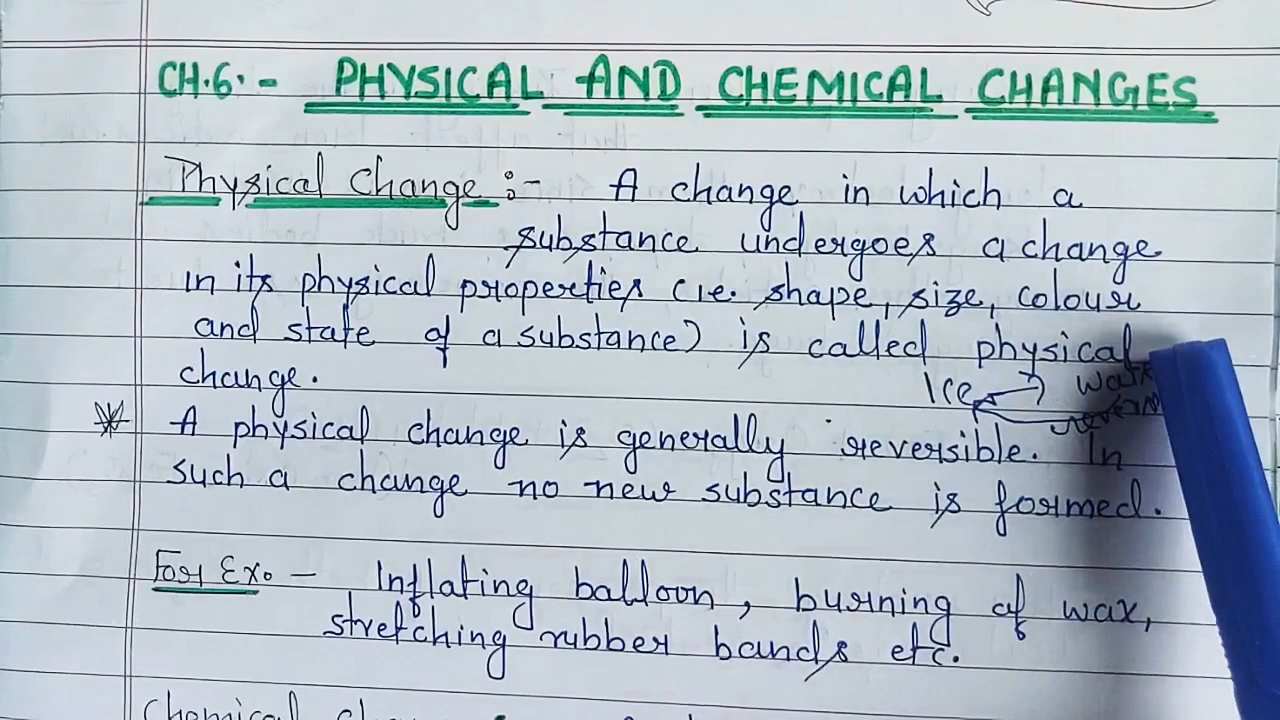 CH.6.- PHYSICAL AND CHEMICAL CHANGES
Physical Change :- A change in which a
substance undergoes a change
in its physical properties (i.e. shape, size, colour
and state of a substance) is called physical
change.
Ice → 
* A physical change is generally reversible. In
such a change no new substance is formed.
For Ex. - Inflating balloon, burning of wax,
stretching rubber bands etc.
Chemical